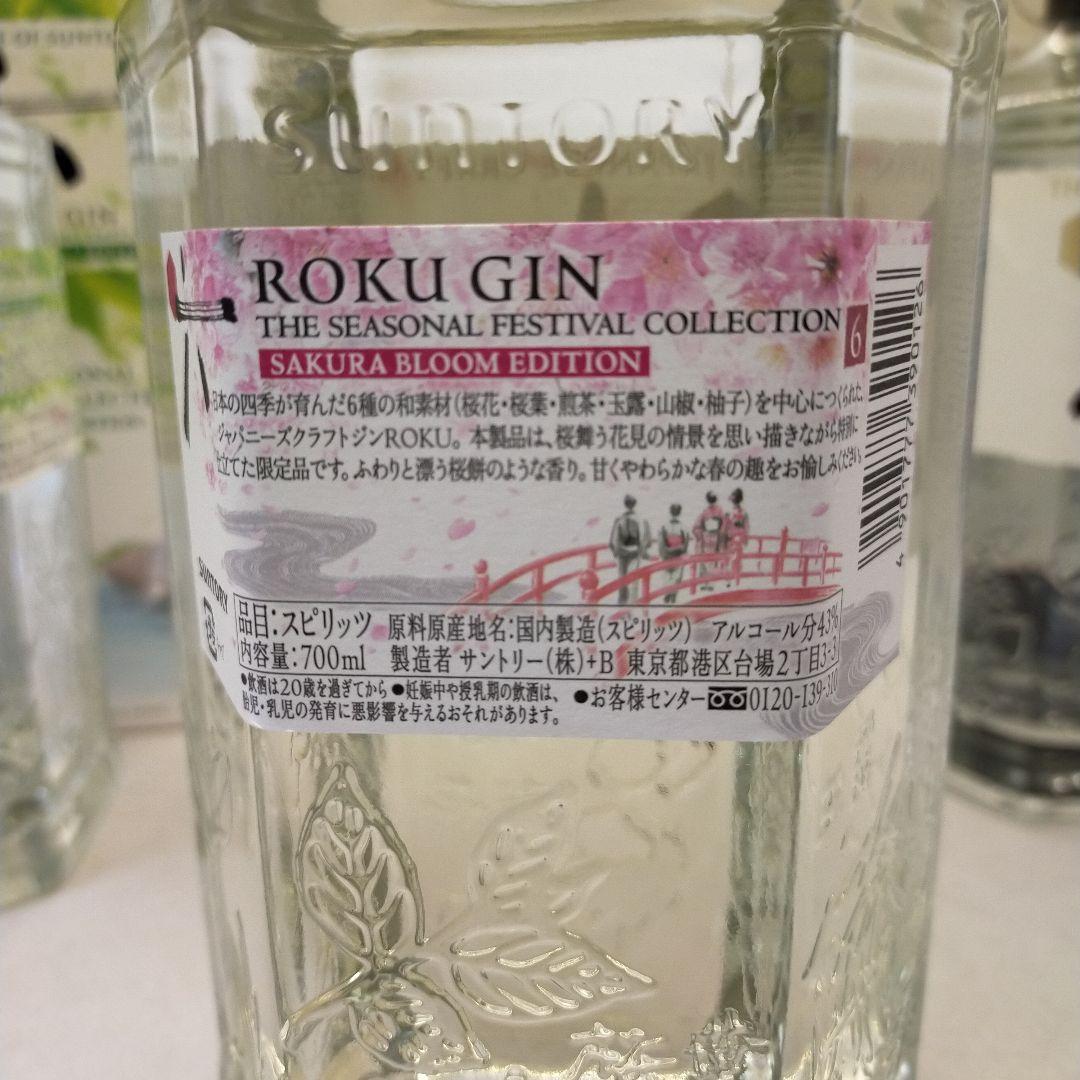 SUNTORY
ROKU GIN
THE SEASONAL FESTIVAL COLLECTION
6
SAKURA BLOOM EDITION
日本の四季が育んだ6種の和素材(桜花・桜葉・煎茶・玉露・山椒・柚子)を中心につくられた、
ジャパニーズクラフトジンROKU。本製品は、桜舞う花見の情景を思い描きながら特別に
仕立てた限定品です。ふわりと漂う桜餅のような香り。甘くやわらかな春の趣をお愉しみください。
SUNTORY
品目:スピリッツ 原料原産地名:国内製造(スピリッツ) アルコール分43%
内容量:700ml 製造者 サントリー(株)+B 東京都港区台場2丁目3-3
●飲酒は20歳を過ぎてから ●妊娠中や授乳期の飲酒は、
胎児・乳児の発育に悪影響を与えるおそれがあります。
●お客様センター 0120-139-310
GIN